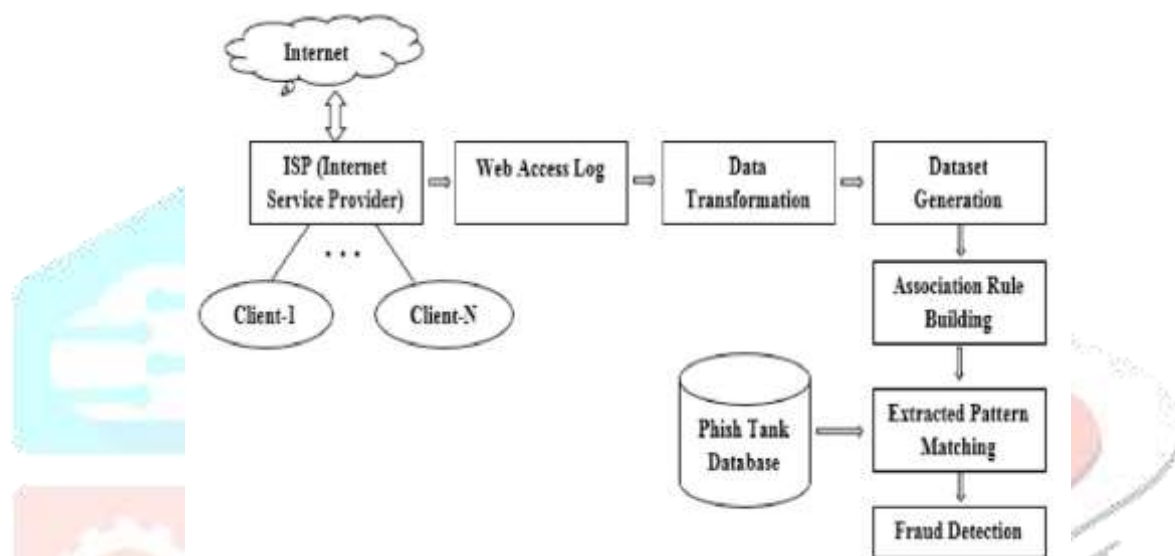 Internet
ISP (Internet
Service Provider)
Web Access Log
Data
Transformation
Dataset
Generation
. . .
Client-1
Client-N
Association Rule
Building
Phish Tank
Database
Extracted Pattern
Matching
Fraud Detection